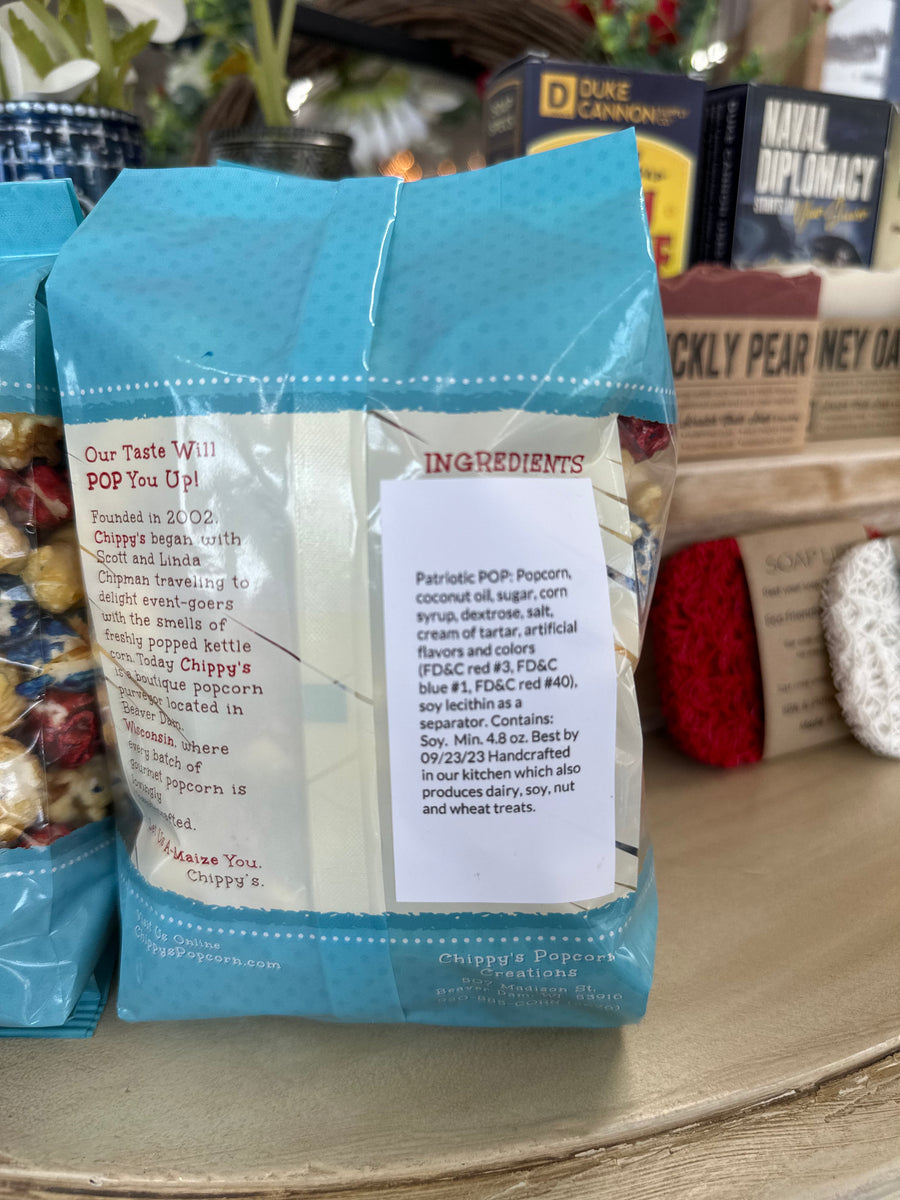 DUKE
CANNON
NAVAL
DIPLOMACY
CKLY PEAR
NEY OA
SOAP
Our Taste Will
POP You Up!
Founded in 2002,
Chippy's began with
Scott and Linda
Chipman traveling to
delight event-goers
with the smells of
freshly popped kettle
corn. Today Chippy's
is a boutique popcorn
purveyor located in
Beaver Dam,
Wisconsin, where
every batch of
gourmet popcorn is
lovingly
Let Us A-Maize You.
Chippy's.
Visit Us Online
ChippysPopcorn.com
INGREDIENTS
Patriotic POP: Popcorn,
coconut oil, sugar, corn
syrup, dextrose, salt,
cream of tartar, artificial
flavors and colors
(FD&C red #3, FD&C
blue #1, FD&C red #40),
soy lecithin as a
separator. Contains:
Soy. Min. 4.8 oz. Best by
09/23/23 Handcrafted
in our kitchen which also
produces dairy, soy, nut
and wheat treats.
Chippy's Popcorn
Creations
507 Madison St.
Beaver Dam, WI 53916